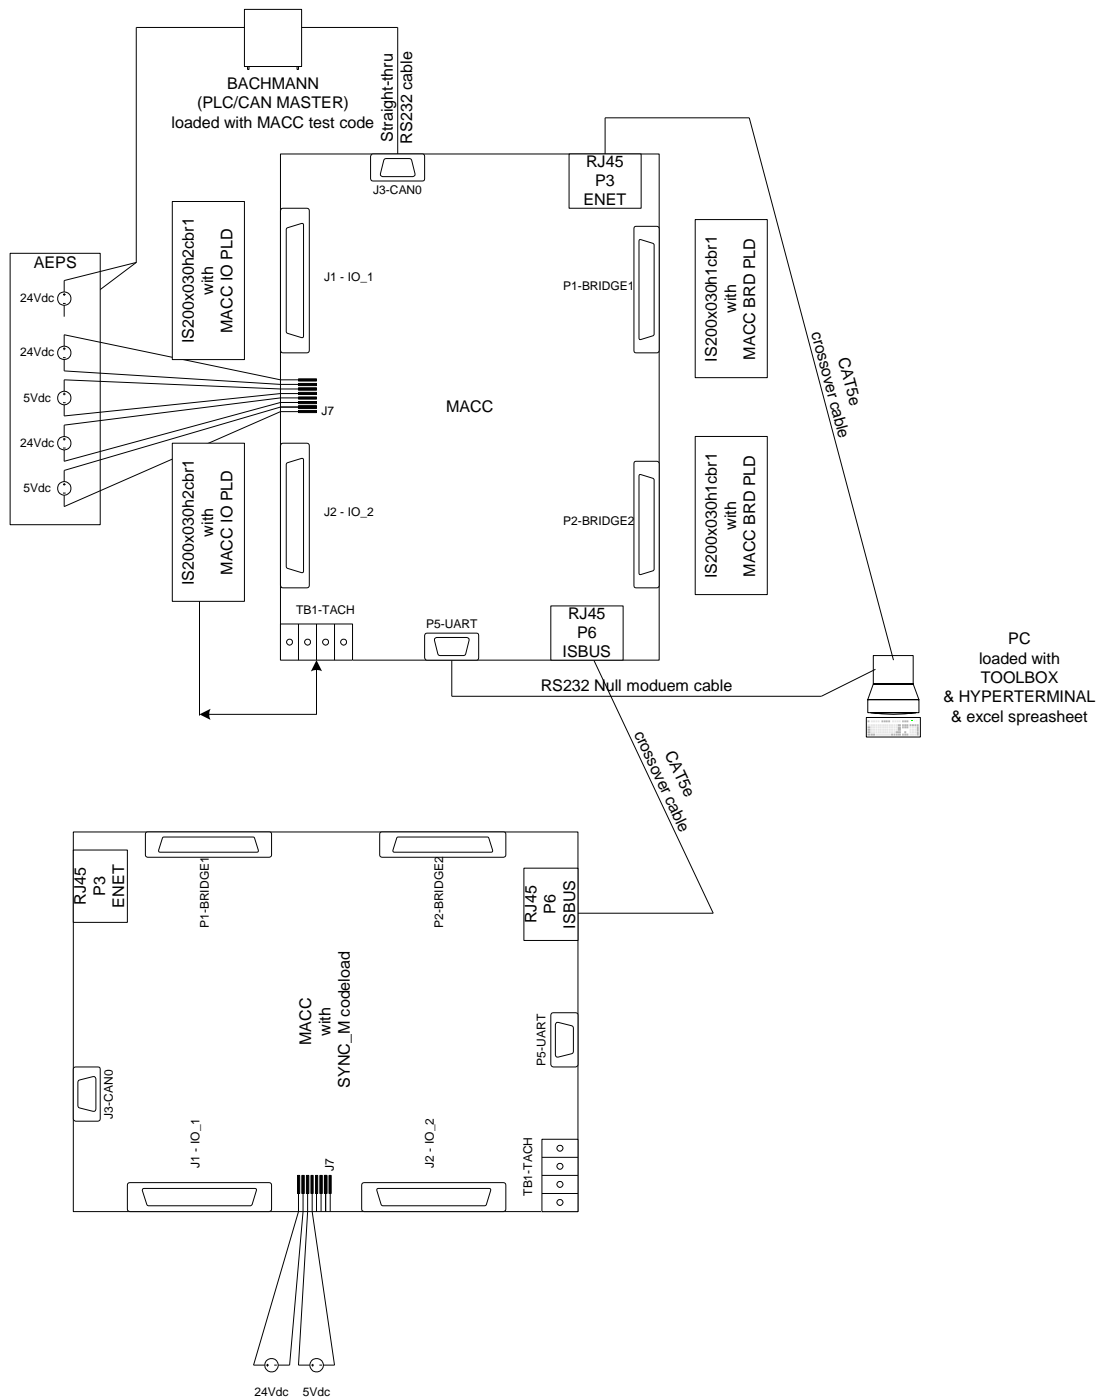 BACHMANN
(PLC/CAN MASTER)
loaded with MACC test code
Straight-thru
RS232 cable
J3-CAN0
RJ45
P3
ENET
AEPS
24Vdc
24Vdc
5Vdc
24Vdc
5Vdc
IS200x030h2cbr1
with
MACC IO PLD
IS200x030h2cbr1
with
MACC IO PLD
J1 - IO_1
J7
J2 - IO_2
MACC
P1-BRIDGE1
P2-BRIDGE2
IS200x030h1cbr1
with
MACC BRD PLD
IS200x030h1cbr1
with
MACC BRD PLD
CAT5e
crossover cable
TB1-TACH
P5-UART
RJ45
P6
ISBUS
RS232 Null moduem cable
PC
loaded with
TOOLBOX
& HYPERTERMINAL
& excel spreasheet
CAT5e
crossover cable
RJ45
P3
ENET
P1-BRIDGE1
P2-BRIDGE2
RJ45
P6
ISBUS
MACC
with
SYNC_M codeload
P5-UART
J3-CAN0
J1 - IO_1
J7
J2 - IO_2
TB1-TACH
24Vdc
5Vdc